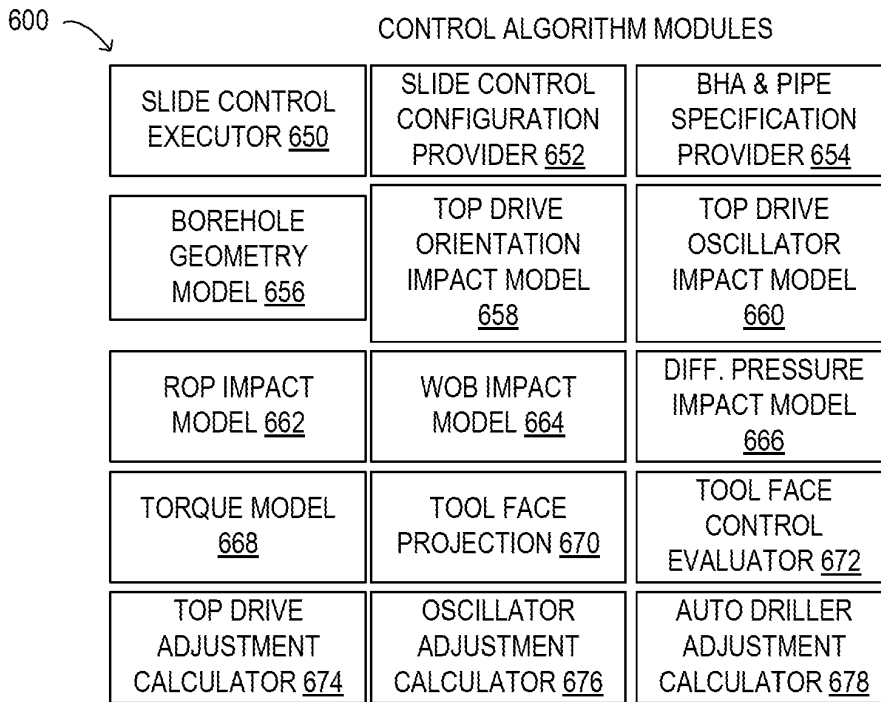 600
CONTROL ALGORITHM MODULES
SLIDE CONTROL
EXECUTOR 650
SLIDE CONTROL
CONFIGURATION
PROVIDER 652
BHA & PIPE
SPECIFICATION
PROVIDER 654
BOREHOLE
GEOMETRY
MODEL 656
TOP DRIVE
ORIENTATION
IMPACT MODEL
658
TOP DRIVE
OSCILLATOR
IMPACT MODEL
660
ROP IMPACT
MODEL 662
WOB IMPACT
MODEL 664
DIFF. PRESSURE
IMPACT MODEL
666
TORQUE MODEL
668
TOOL FACE
PROJECTION 670
TOOL FACE
CONTROL
EVALUATOR 672
TOP DRIVE
ADJUSTMENT
CALCULATOR 674
OSCILLATOR
ADJUSTMENT
CALCULATOR 676
AUTO DRILLER
ADJUSTMENT
CALCULATOR 678